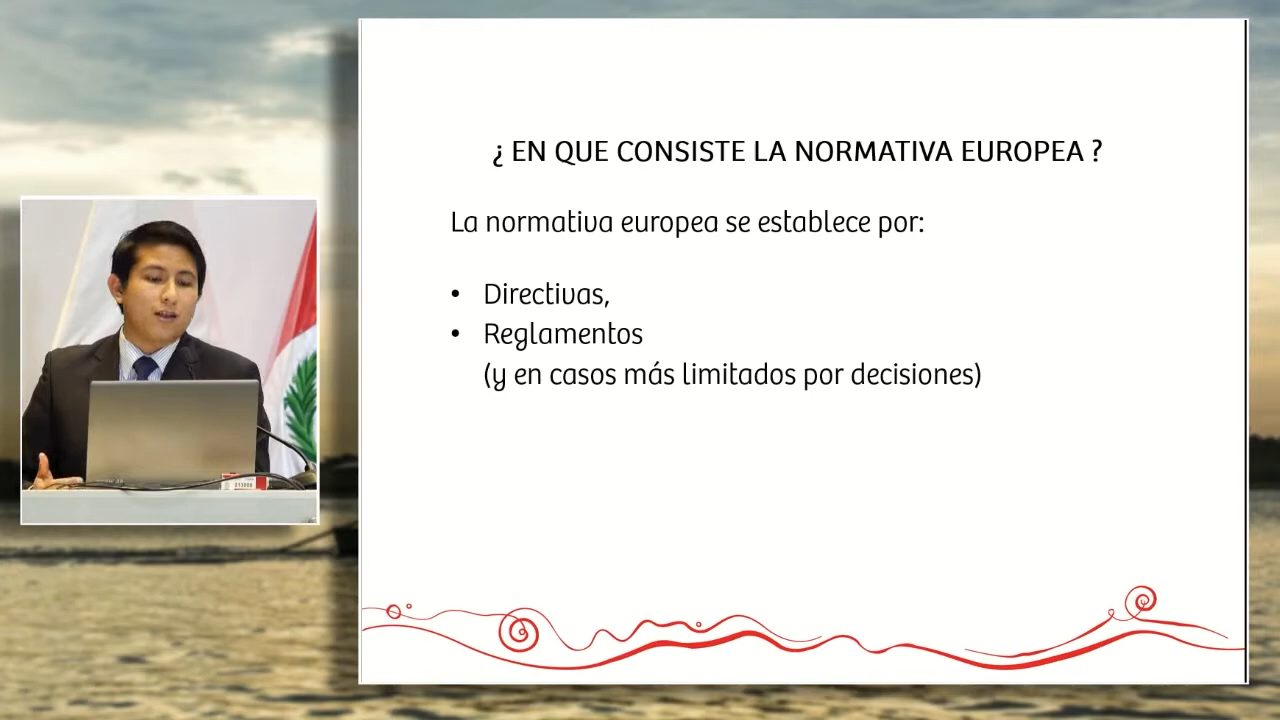 ¿ EN QUE CONSISTE LA NORMATIVA EUROPEA ?
La normativa europea se establece por:
• Directivas,
• Reglamentos
(y en casos más limitados por decisiones)